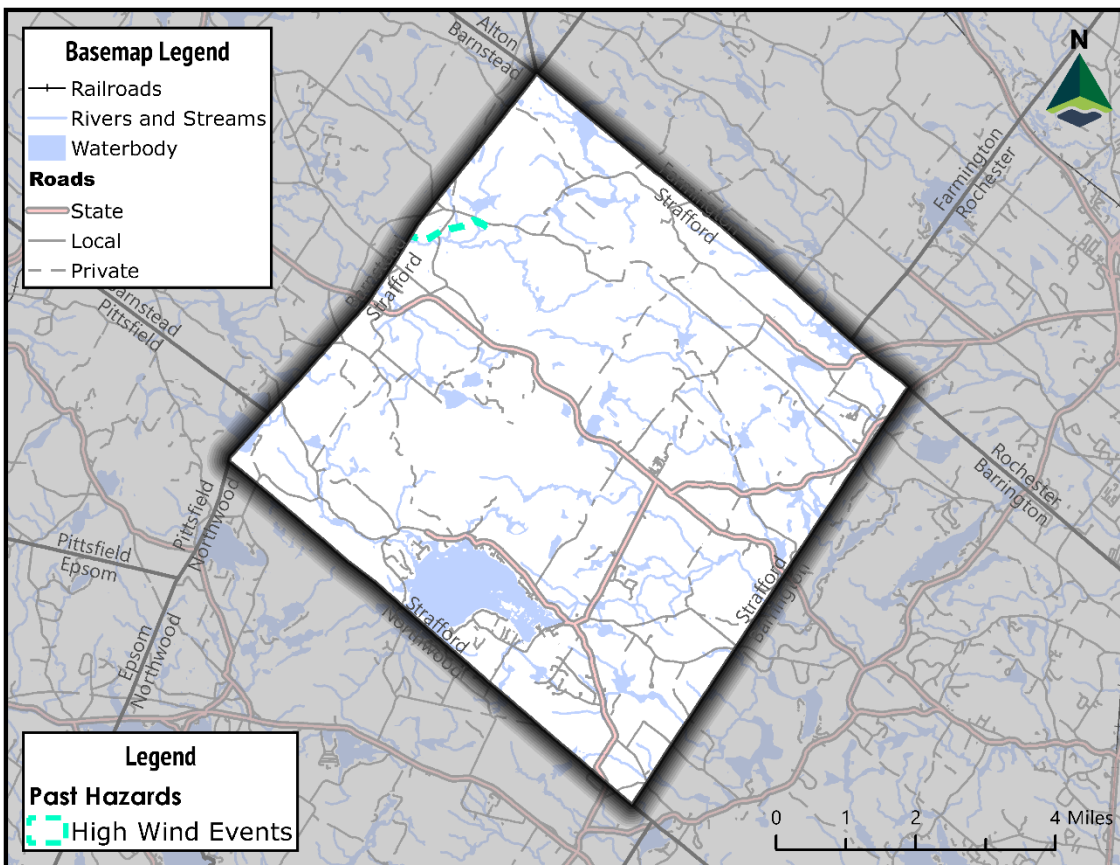 Basemap Legend
Railroads
Rivers and Streams
Waterbody
Roads
State
Local
Private
Alton
Barnstead
N
Farmington
Rochester
Farmington
Strafford
Barnstead
Strafford
Barnstead
Pittsfield
Pittsfield
Northwood
Pittsfield
Epsom
Epsom
Northwood
Rochester
Barrington
Strafford
Barrington
Strafford
Northwood
Legend
Past Hazards
High Wind Events
0 1 2 4 Miles